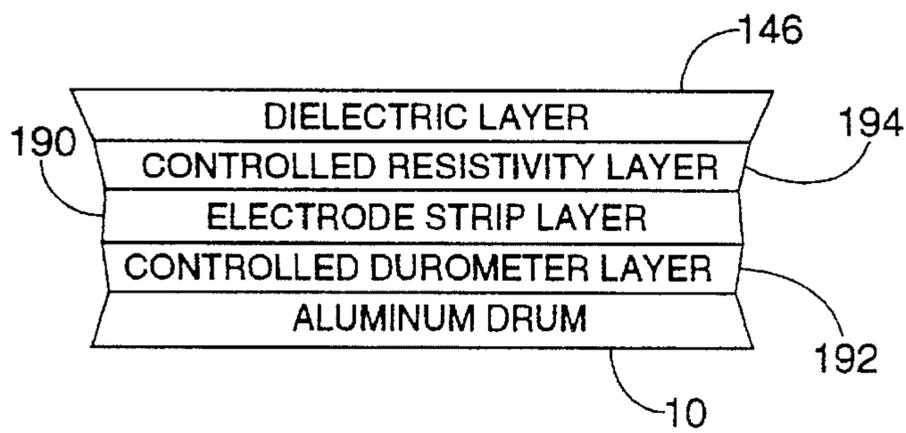 146
DIELECTRIC LAYER
190
194
CONTROLLED RESISTIVITY LAYER
ELECTRODE STRIP LAYER
CONTROLLED DUROMETER LAYER
ALUMINUM DRUM
192
10